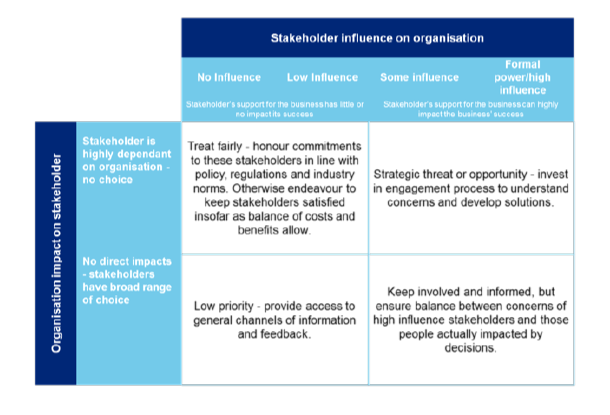 Stakeholder influence on organisation
No Influence
Low Influence
Some influence
Formal
power/high
influence
Stakeholder's support for the business has little or
no impact its success
Stakeholder's support for the business can highly
impact the business' success
Organisation impact on stakeholder
Stakeholder is
highly dependant
on organisation -
no choice
Treat fairly - honour commitments
to these stakeholders in line with
policy, regulations and industry
norms. Otherwise endeavour to
keep stakeholders satisfied
insofar as balance of costs and
benefits allow.
Strategic threat or opportunity - invest
in engagement process to understand
concerns and develop solutions.
No direct impacts
- stakeholders
have broad range
of choice
Low priority - provide access to
general channels of information
and feedback.
Keep involved and informed, but
ensure balance between concerns of
high influence stakeholders and those
people actually impacted by
decisions.